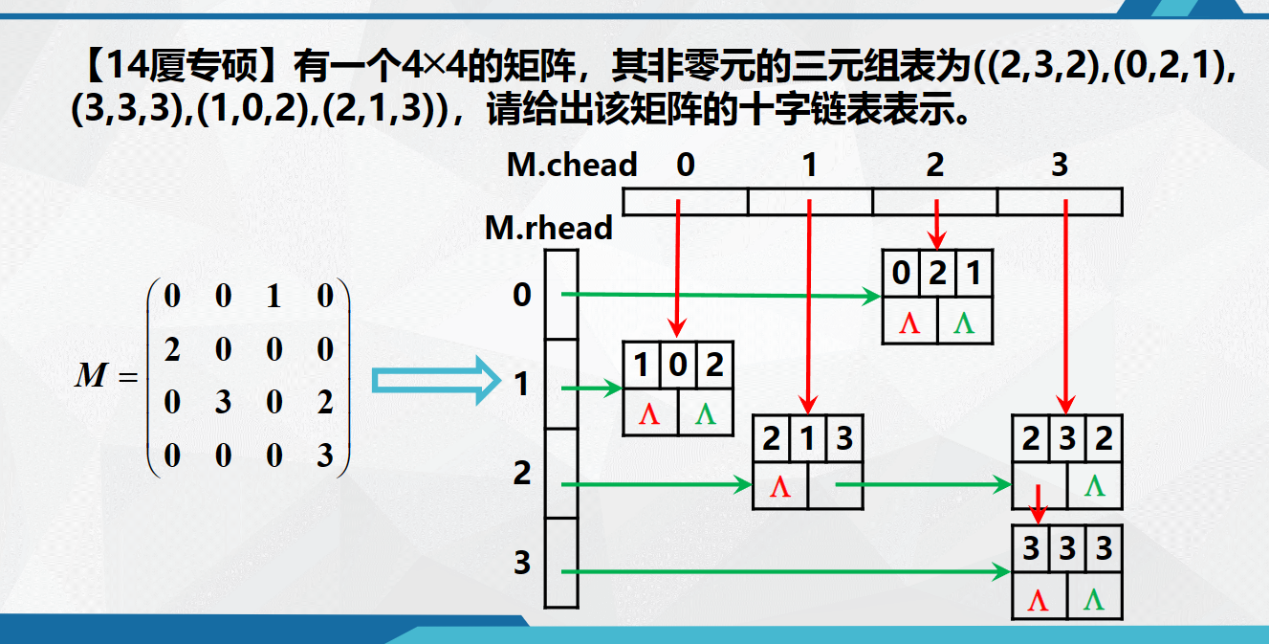 【14厦专硕】有一个4×4的矩阵，其非零元的三元组表为((2,3,2),(0,2,1),
(3,3,3),(1,0,2),(2,1,3))，请给出该矩阵的十字链表表示。
M.chead 0 1 2 3
M.rhead
0
0 2 1
Λ Λ
1
1 0 2
Λ Λ
2
2 1 3
Λ
2 3 2
Λ
3
3 3 3
Λ Λ
M =
0 0 1 0
2 0 0 0
0 3 0 2
0 0 0 3